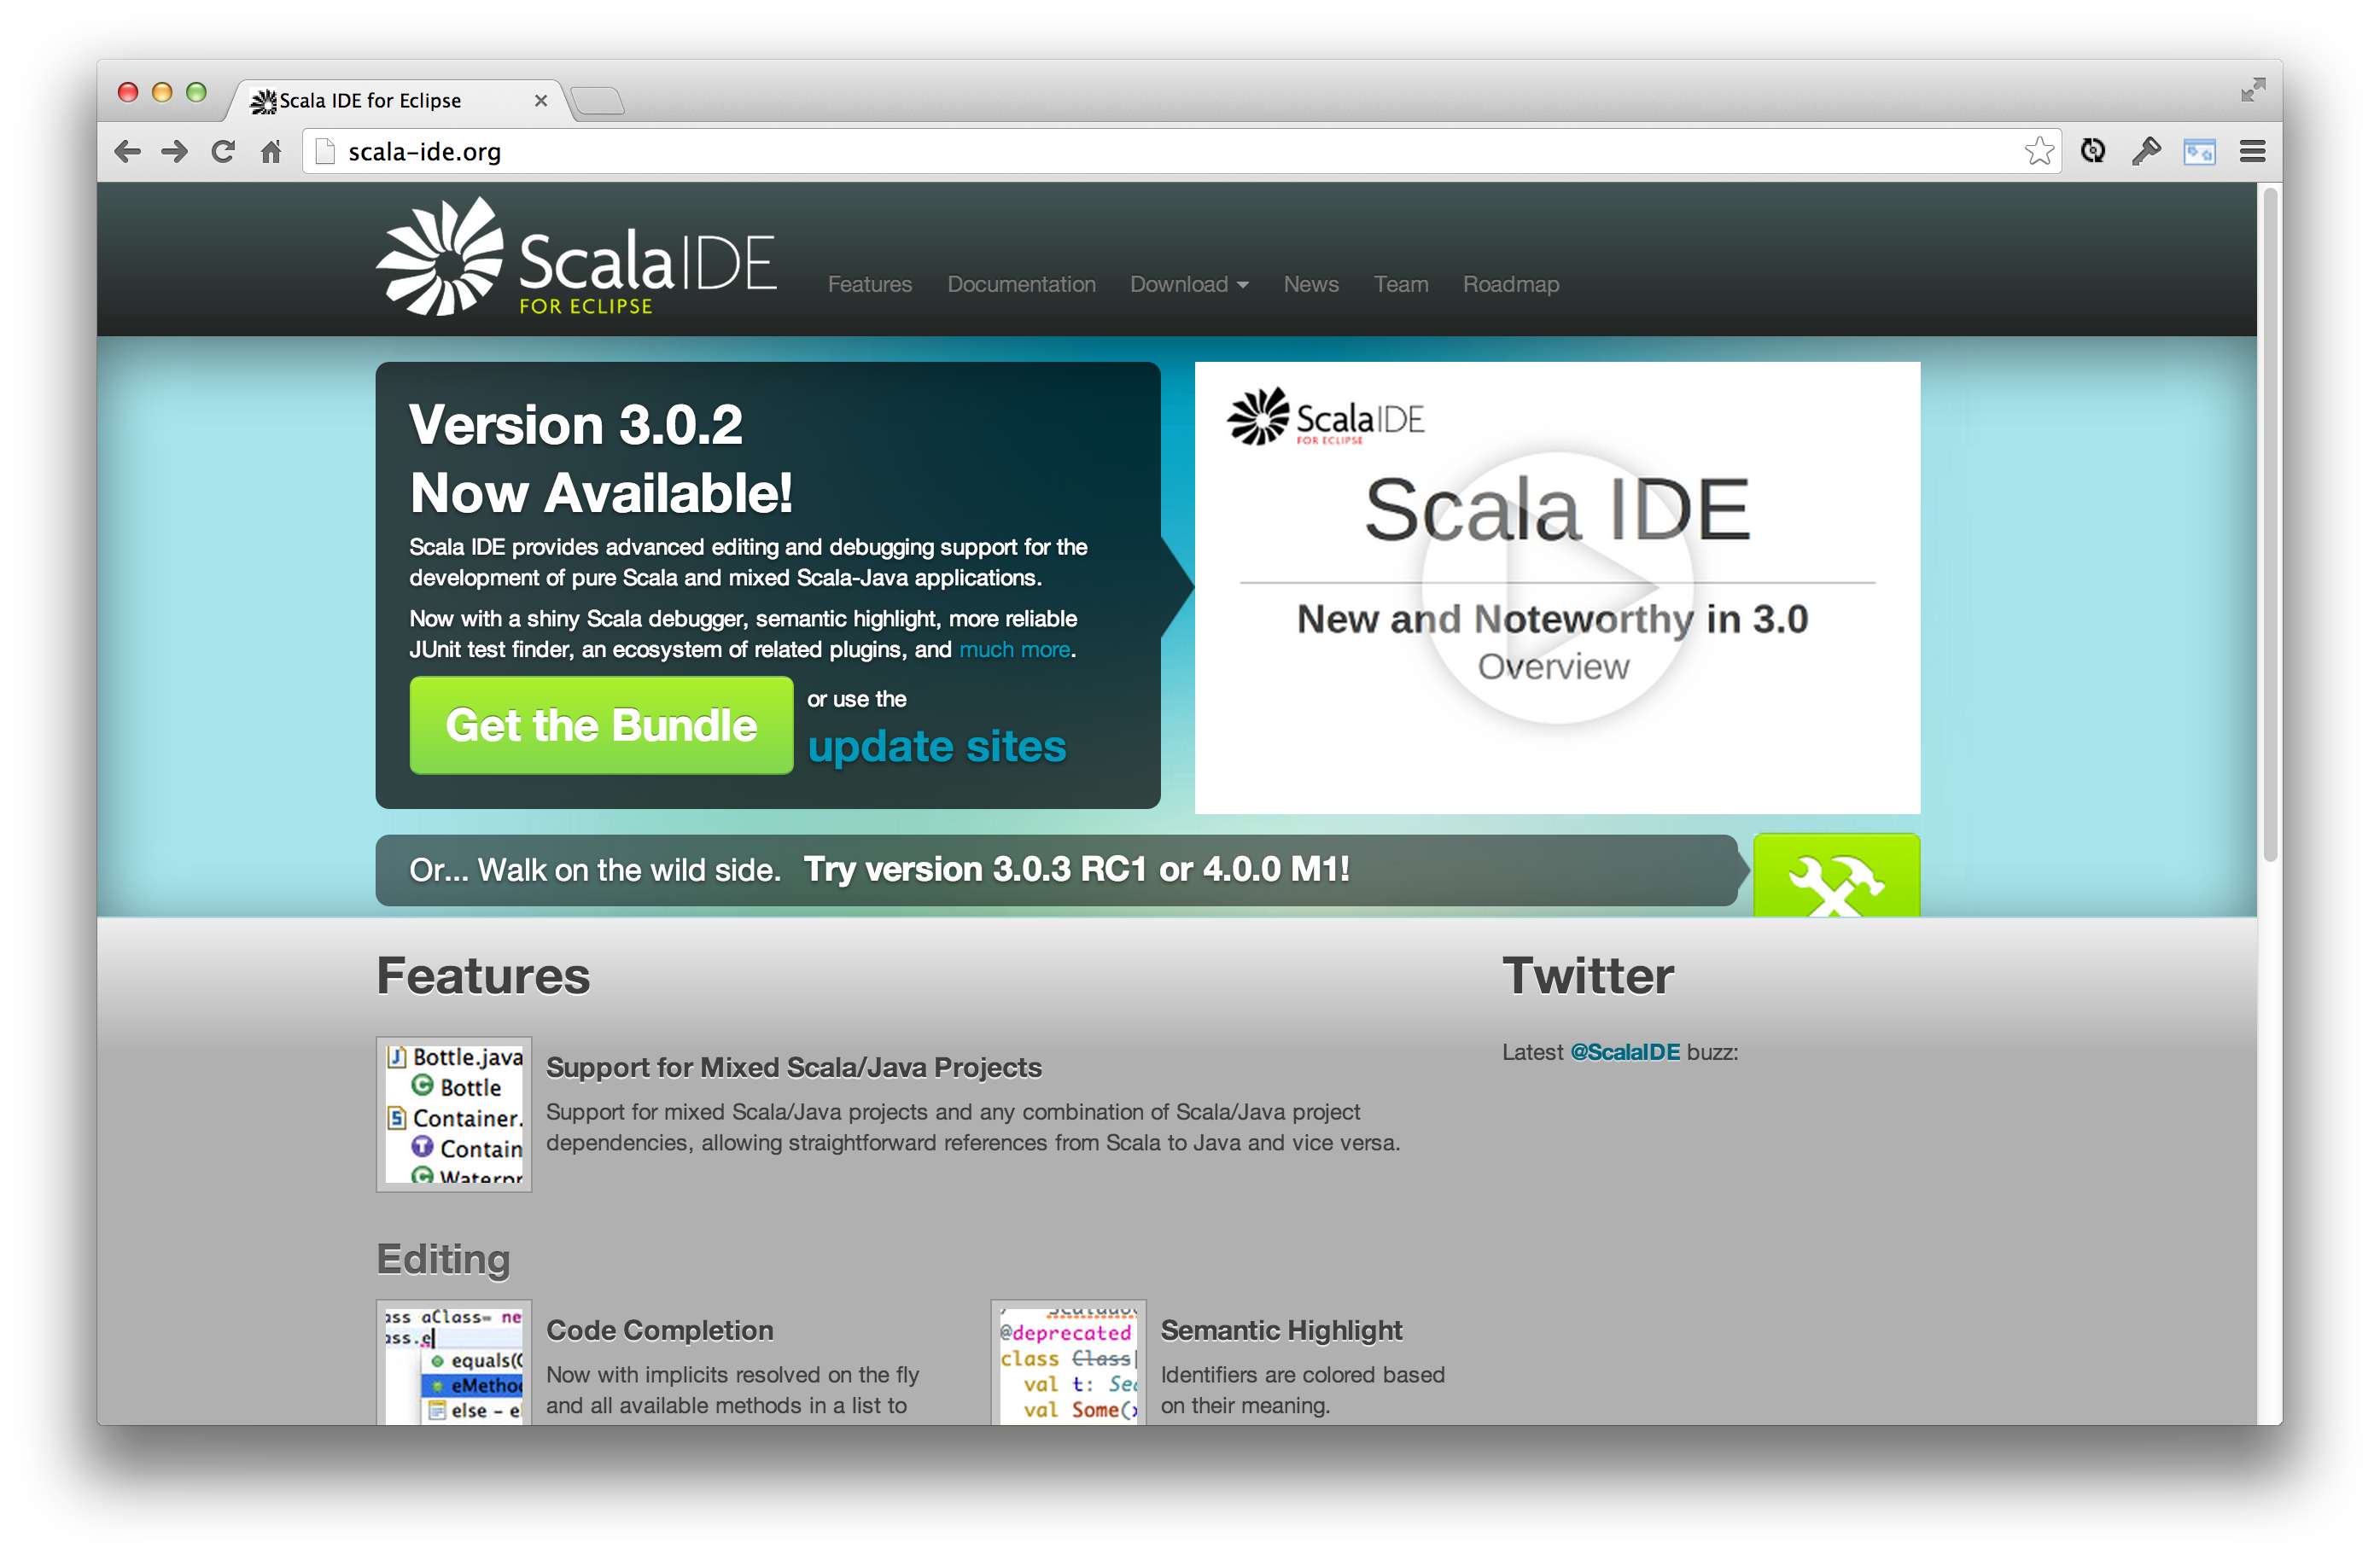 Scala IDE for Eclipse
scala-ide.org
ScalaIDE
FOR ECLIPSE
Features Documentation Download News Team Roadmap
Version 3.0.2
Now Available!
Scala IDE provides advanced editing and debugging support for the
development of pure Scala and mixed Scala-Java applications.
Now with a shiny Scala debugger, semantic highlight, more reliable
JUnit test finder, an ecosystem of related plugins, and much more.
Get the Bundle
or use the
update sites
ScalaIDE
FOR ECLIPSE
Scala IDE
New and Noteworthy in 3.0
Overview
Or... Walk on the wild side. Try version 3.0.3 RC1 or 4.0.0 M1!
Features
J Bottle.java
C Bottle
S Container.
T Contain
C Waterpr
Support for Mixed Scala/Java Projects
Support for mixed Scala/Java projects and any combination of Scala/Java project
dependencies, allowing straightforward references from Scala to Java and vice versa.
Twitter
Latest @ScalaIDE buzz:
Editing
ass aClass= ne
ass.e
equals(
eMetho
else - e
Code Completion
Now with implicits resolved on the fly
and all available methods in a list to
@deprecated
class Class
val t: Se
val Some(
Semantic Highlight
Identifiers are colored based
on their meaning.